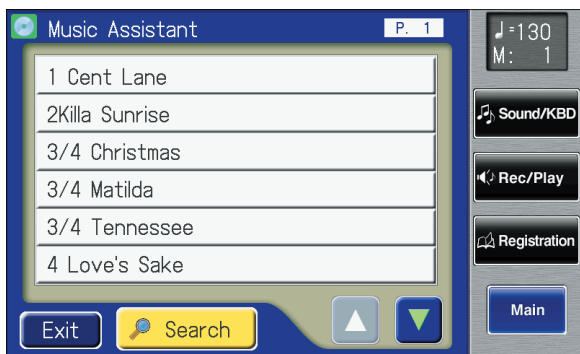 Music Assistant P. 1
1 Cent Lane
2Killa Sunrise
3/4 Christmas
3/4 Matilda
3/4 Tennessee
4 Love's Sake
Exit Search
♩=130
M: 1
Sound/KBD
Rec/Play
Registration
Main